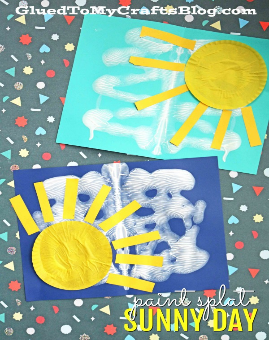 GluedToMyCraftsBlog.com
paint splat
SUNNY DAY